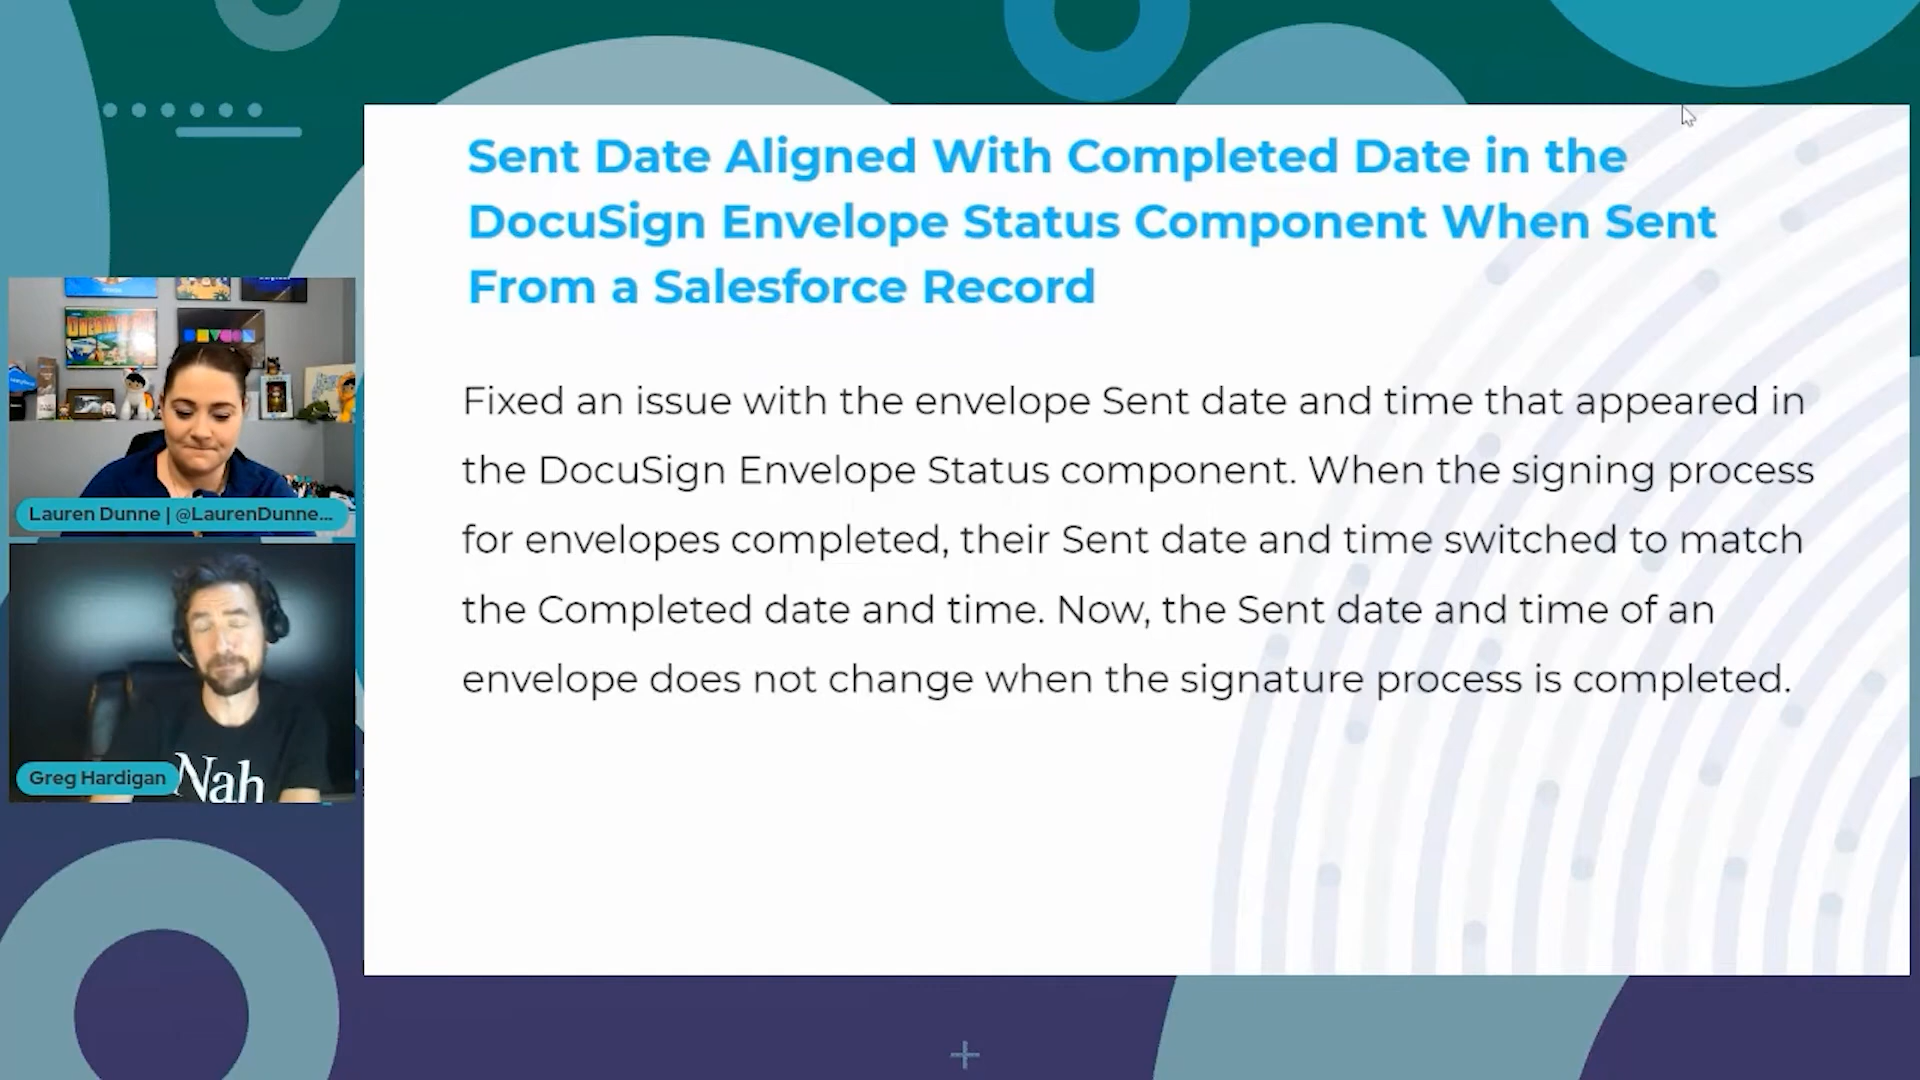 Sent Date Aligned With Completed Date in the
DocuSign Envelope Status Component When Sent
From a Salesforce Record
Fixed an issue with the envelope Sent date and time that appeared in
the DocuSign Envelope Status component. When the signing process
for envelopes completed, their Sent date and time switched to match
the Completed date and time. Now, the Sent date and time of an
envelope does not change when the signature process is completed.
Lauren Dunne | @LaurenDunne...
Greg Hardigan
Nah